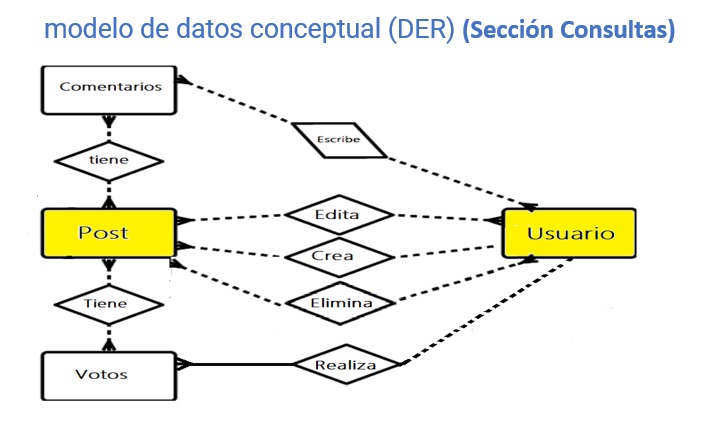 modelo de datos conceptual (DER) (Sección Consultas)
Comentarios
Escribe
tiene
Edita
Post
Usuario
Crea
Elimina
Tiene
Realiza
Votos